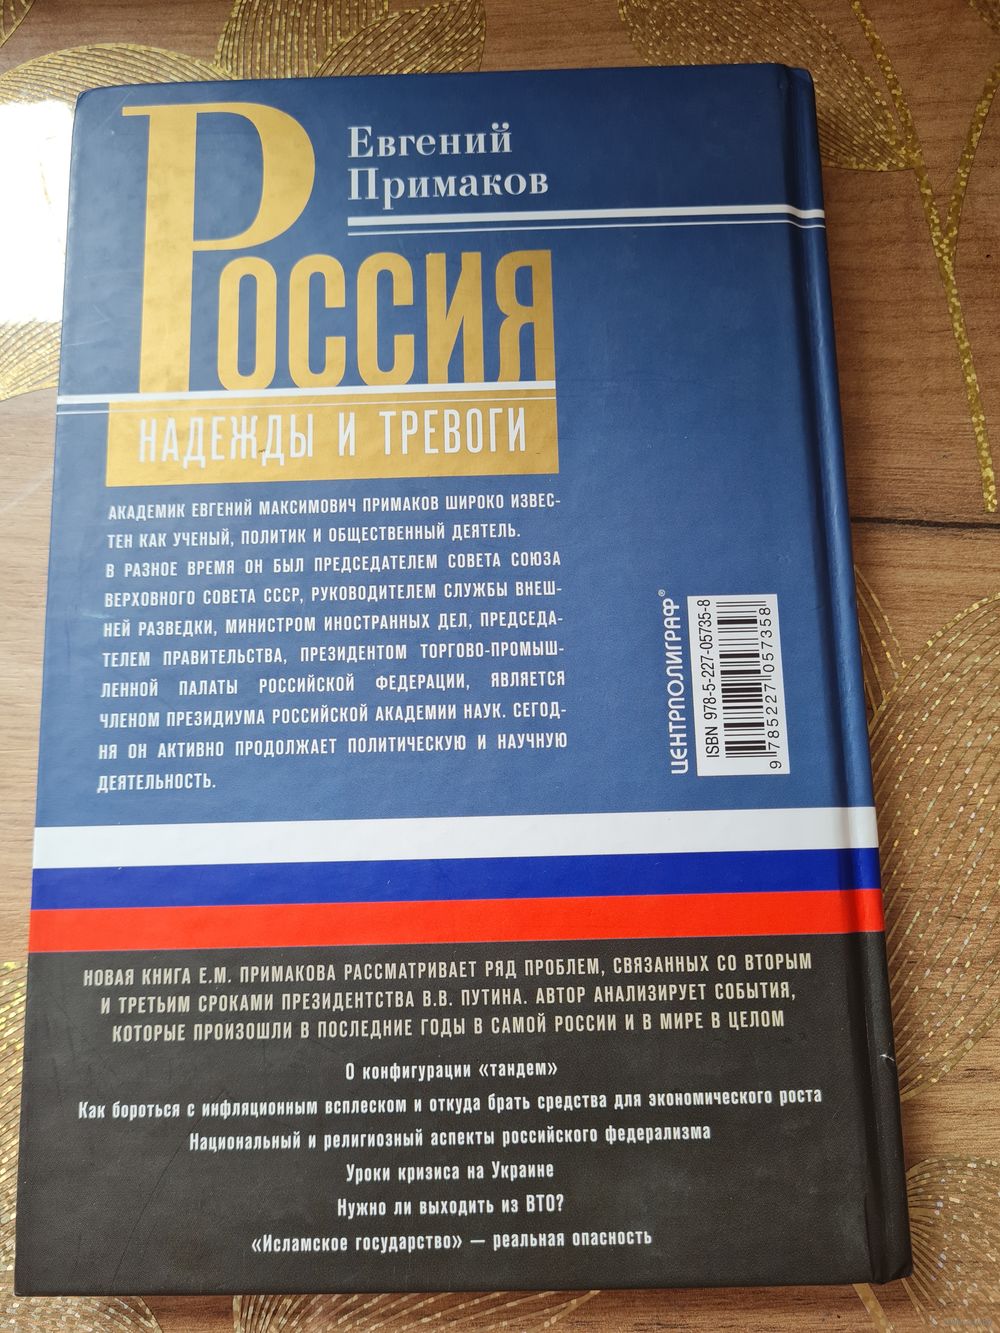 Евгений
Примаков
Россия
НАДЕЖДЫ И ТРЕВОГИ
АКАДЕМИК ЕВГЕНИЙ МАКСИМОВИЧ ПРИМАКОВ ШИРОКО ИЗВЕС-
ТЕН КАК УЧЕНЫЙ, ПОЛИТИК И ОБЩЕСТВЕННЫЙ ДЕЯТЕЛЬ.
В РАЗНОЕ ВРЕМЯ ОН БЫЛ ПРЕДСЕДАТЕЛЕМ СОВЕТА СОЮЗА
ВЕРХОВНОГО СОВЕТА СССР, РУКОВОДИТЕЛЕМ СЛУЖБЫ ВНЕШ-
НЕЙ РАЗВЕДКИ, МИНИСТРОМ ИНОСТРАННЫХ ДЕЛ, ПРЕДСЕДА-
ТЕЛЕМ ПРАВИТЕЛЬСТВА, ПРЕЗИДЕНТОМ ТОРГОВО-ПРОМЫШ-
ЛЕННОЙ ПАЛАТЫ РОССИЙСКОЙ ФЕДЕРАЦИИ, ЯВЛЯЕТСЯ
ЧЛЕНОМ ПРЕЗИДИУМА РОССИЙСКОЙ АКАДЕМИИ НАУК. СЕГОД-
НЯ ОН АКТИВНО ПРОДОЛЖАЕТ ПОЛИТИЧЕСКУЮ И НАУЧНУЮ
ДЕЯТЕЛЬНОСТЬ.
ЦЕНТРПОЛИГРАФ®
ISBN 978-5-227-05735-8
9 785227 057358
НОВАЯ КНИГА Е.М. ПРИМАКОВА РАССМАТРИВАЕТ РЯД ПРОБЛЕМ, СВЯЗАННЫХ СО ВТОРЫМ
И ТРЕТЬИМ СРОКАМИ ПРЕЗИДЕНТСТВА В.В. ПУТИНА. АВТОР АНАЛИЗИРУЕТ СОБЫТИЯ,
КОТОРЫЕ ПРОИЗОШЛИ В ПОСЛЕДНИЕ ГОДЫ В САМОЙ РОССИИ И В МИРЕ В ЦЕЛОМ
О конфигурации «тандем»
Как бороться с инфляционным всплеском и откуда брать средства для экономического роста
Национальный и религиозный аспекты российского федерализма
Уроки кризиса на Украине
Нужно ли выходить из ВТО?
«Исламское государство» — реальная опасность